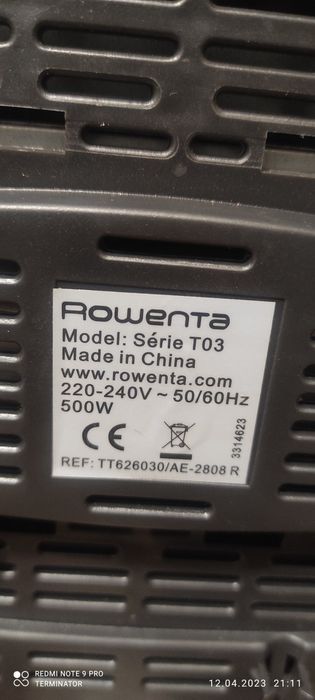 Rowenta
Model: Série T03
Made in China
www.rowenta.com
220-240V ~ 50/60Hz
500W
CE
3314623
REF: TT626030/AE-2808 R
REDMI NOTE 9 PRO
TERMINATOR
12.04.2023 21:11